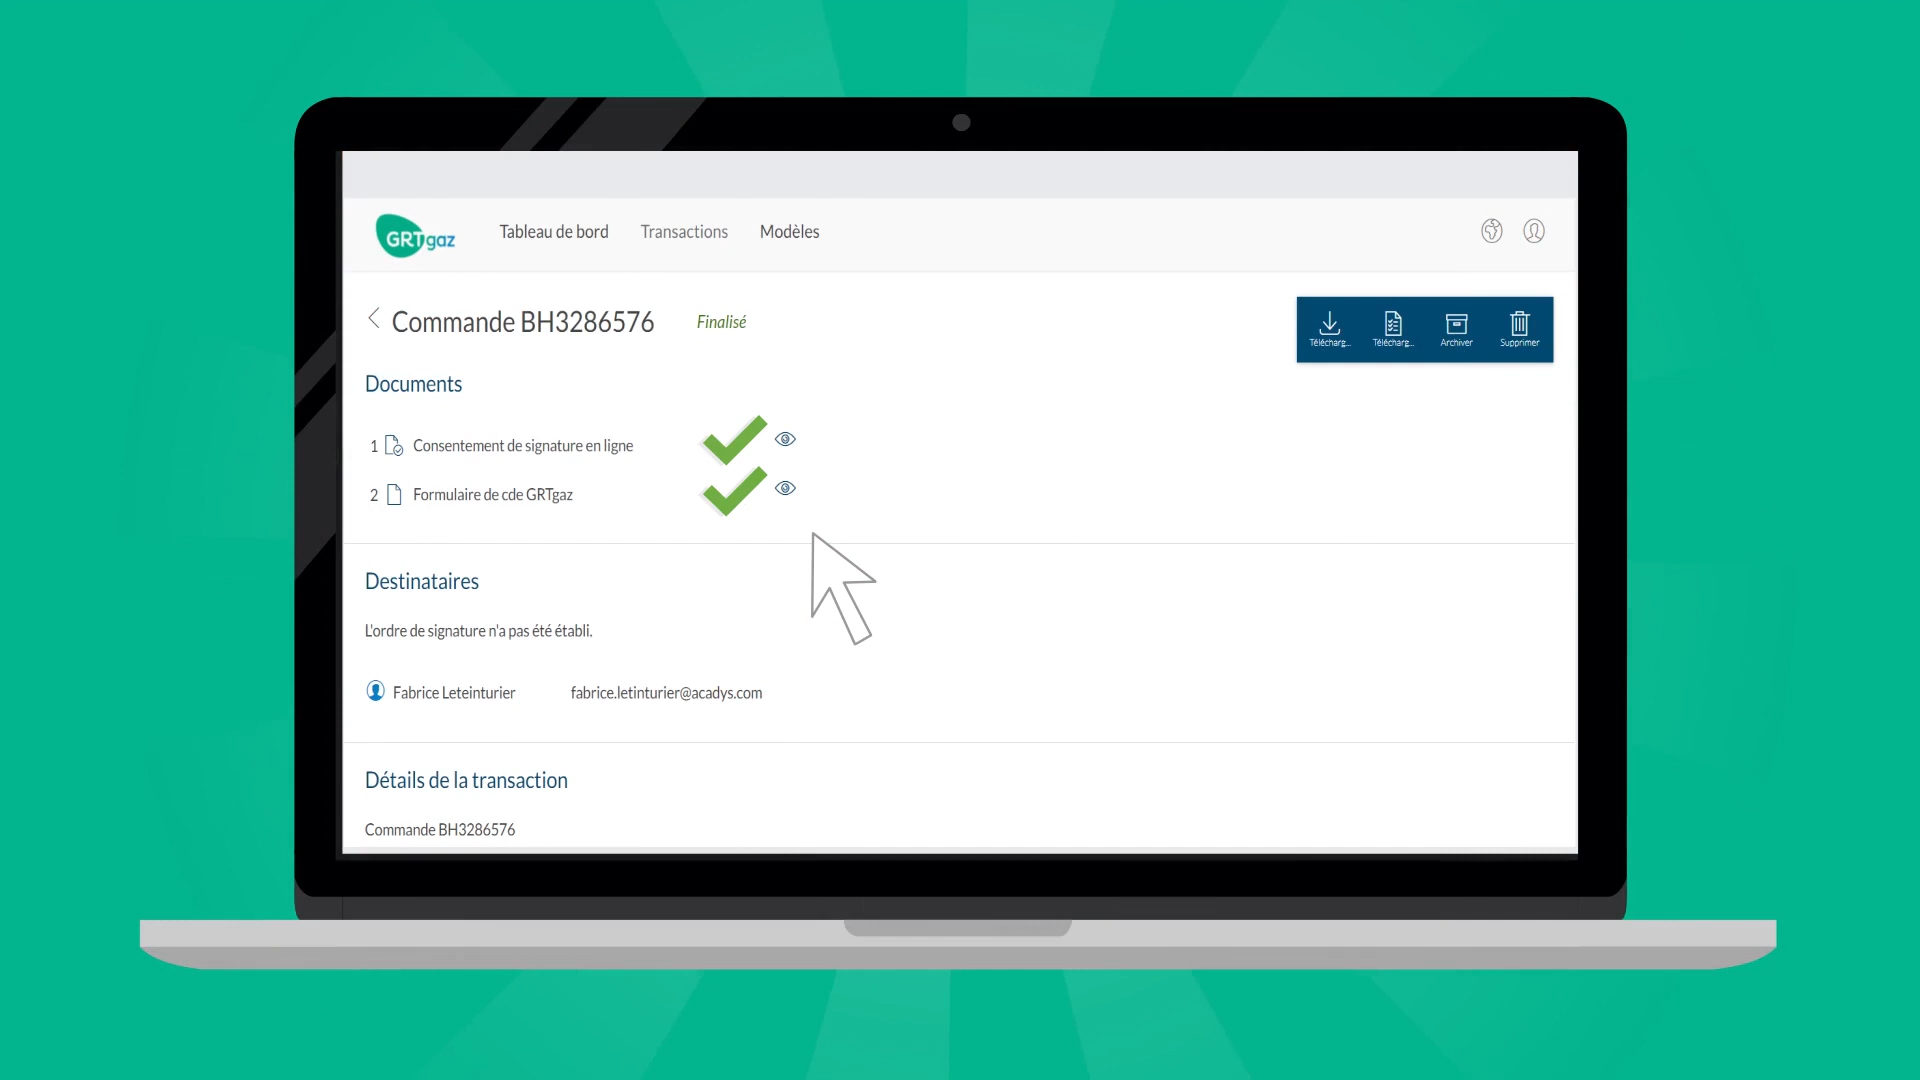 GRTgaz
Tableau de bord Transactions Modèles
Commande BH3286576 Finalisé
Télécharg... Télécharg... Archiver Supprimer
Documents
1 Consentement de signature en ligne
2 Formulaire de cde GRTgaz
Destinataires
L'ordre de signature n'a pas été établi.
Fabrice Leteinturier fabrice.letinturier@acadys.com
Détails de la transaction
Commande BH3286576